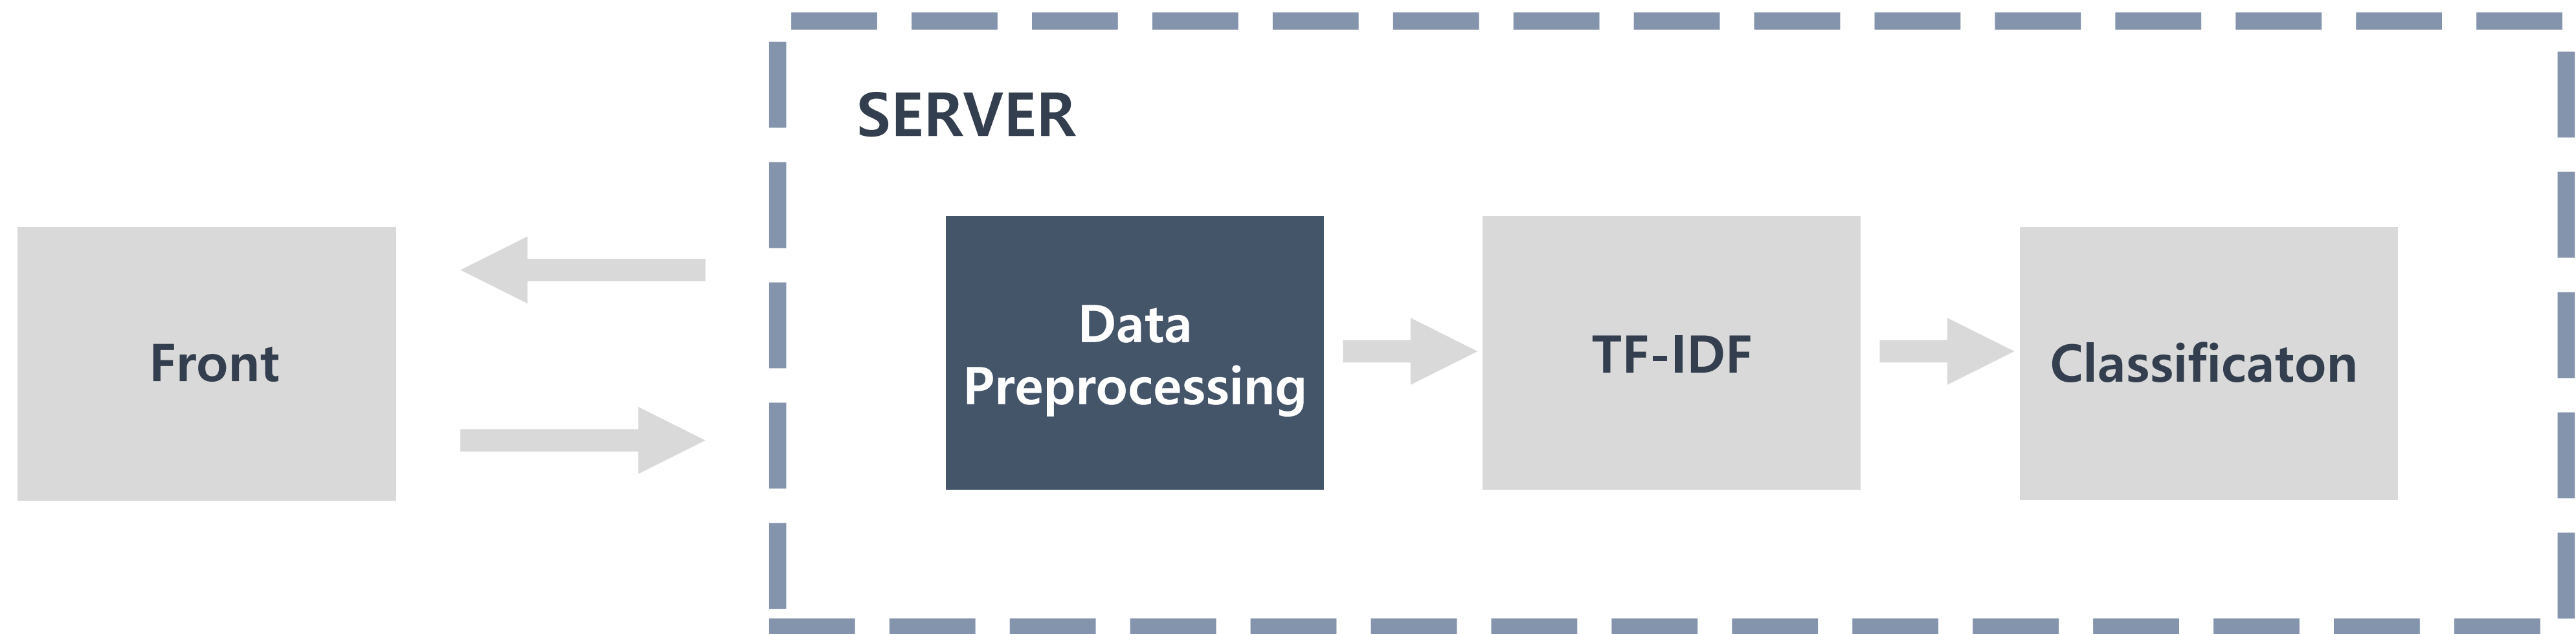 SERVER
Front
Data
Preprocessing
TF-IDF
Classificaton